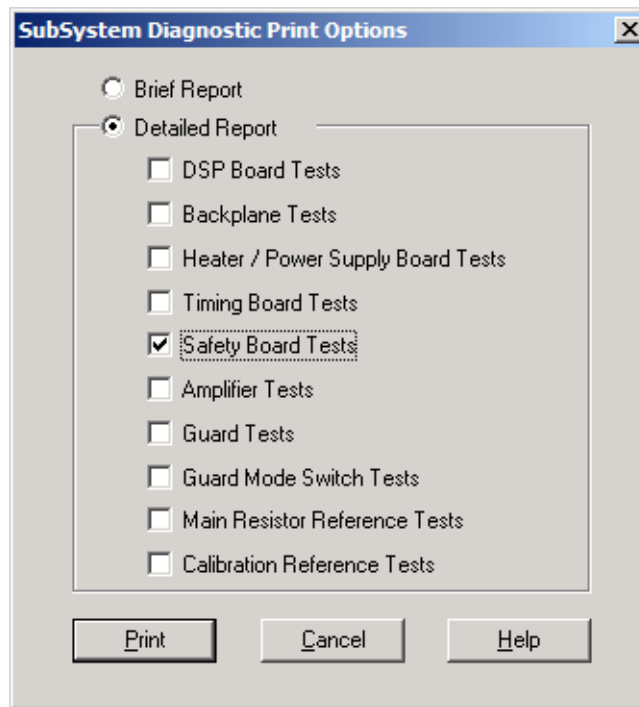 SubSystem Diagnostic Print Options
Brief Report
Detailed Report
DSP Board Tests
Backplane Tests
Heater / Power Supply Board Tests
Timing Board Tests
Safety Board Tests
Amplifier Tests
Guard Tests
Guard Mode Switch Tests
Main Resistor Reference Tests
Calibration Reference Tests
Print Cancel Help